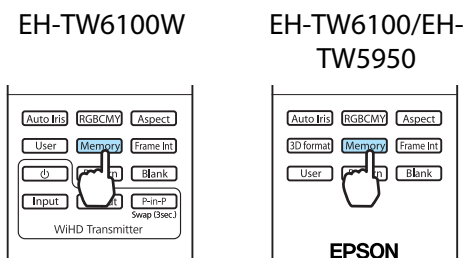 EH-TW6100W
EH-TW6100/EH-
TW5950
Auto Iris RGBCMY Aspect
User Memory Frame Int
Blank
Input P-in-P
Swap (3sec.)
WiHD Transmitter
Auto Iris RGBCMY Aspect
3D format Memory Frame Int
User Blank
EPSON